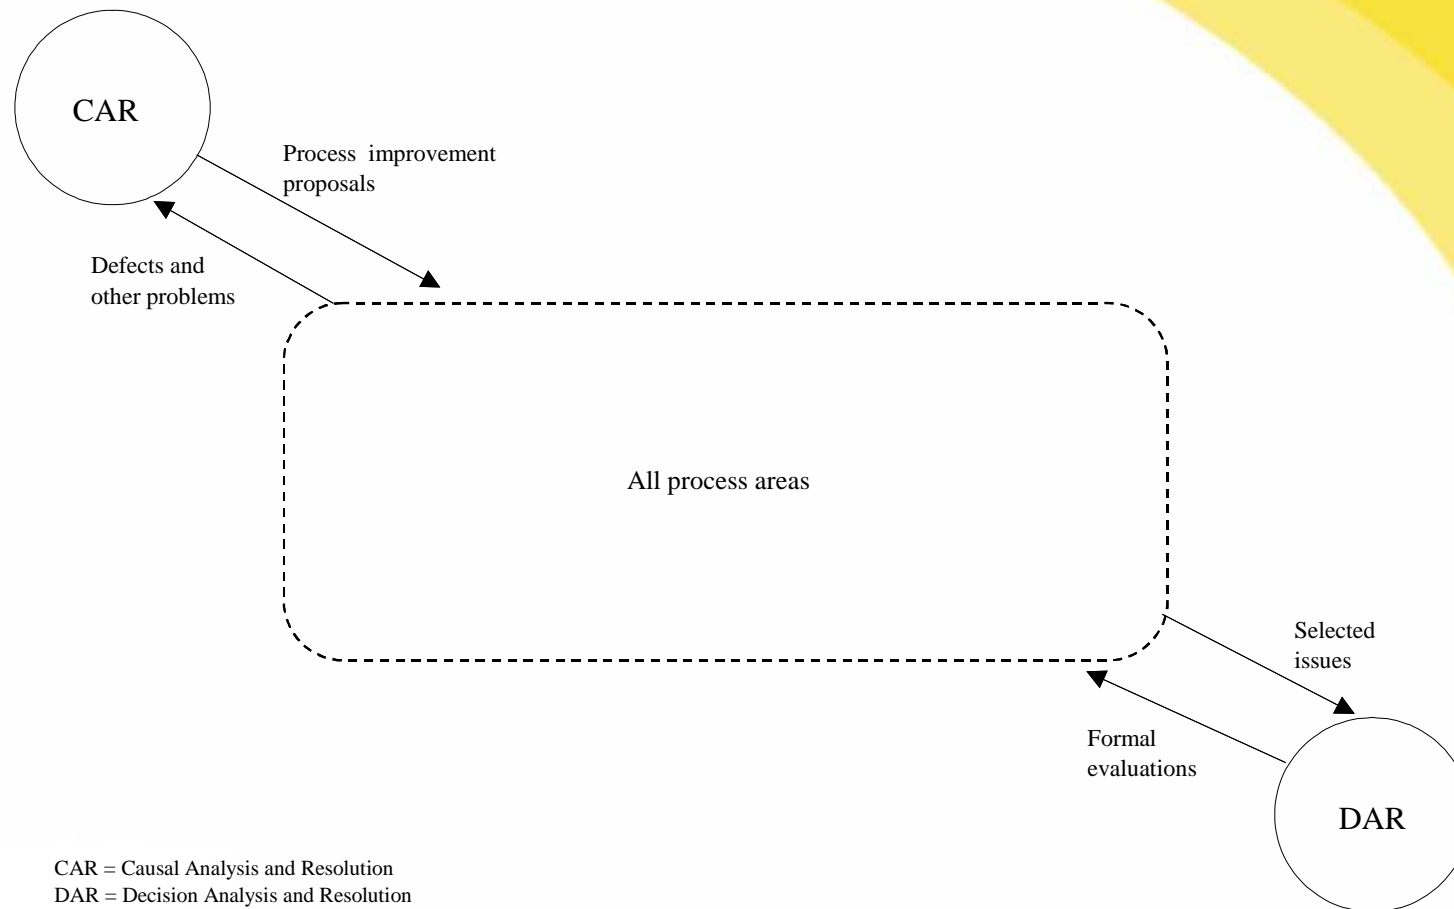 CAR
Process improvement
proposals
Defects and
other problems
All process areas
Selected
issues
Formal
evaluations
DAR
CAR = Causal Analysis and Resolution
DAR = Decision Analysis and Resolution